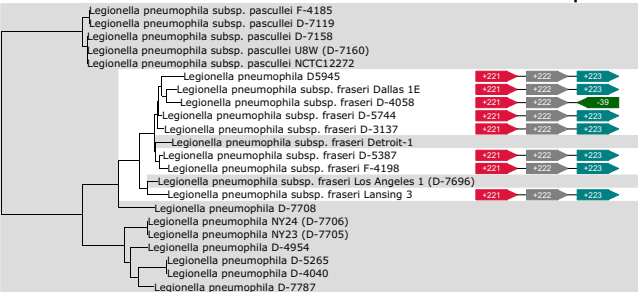 Legionella pneumophila subsp. pascullei F-4185
Legionella pneumophila subsp. pascullei D-7119
Legionella pneumophila subsp. pascullei D-7158
Legionella pneumophila subsp. pascullei U8W (D-7160)
Legionella pneumophila subsp. pascullei NCTC12272
Legionella pneumophila D5945 +221 +222 +223
Legionella pneumophila subsp. fraseri Dallas 1E +221 +222 +223
Legionella pneumophila subsp. fraseri D-4058 +221 +222 -39
Legionella pneumophila subsp. fraseri D-5744 +221 +222 +223
Legionella pneumophila subsp. fraseri D-3137 +221 +222 +223
Legionella pneumophila subsp. fraseri Detroit-1
Legionella pneumophila subsp. fraseri D-5387 +221 +222 +223
Legionella pneumophila subsp. fraseri F-4198 +221 +222 +223
Legionella pneumophila subsp. fraseri Los Angeles 1 (D-7696)
Legionella pneumophila subsp. fraseri Lansing 3 +221 +222 +223
Legionella pneumophila D-7708
Legionella pneumophila NY24 (D-7706)
Legionella pneumophila NY23 (D-7705)
Legionella pneumophila D-4954
Legionella pneumophila D-5265
Legionella pneumophila D-4040
Legionella pneumophila D-7787